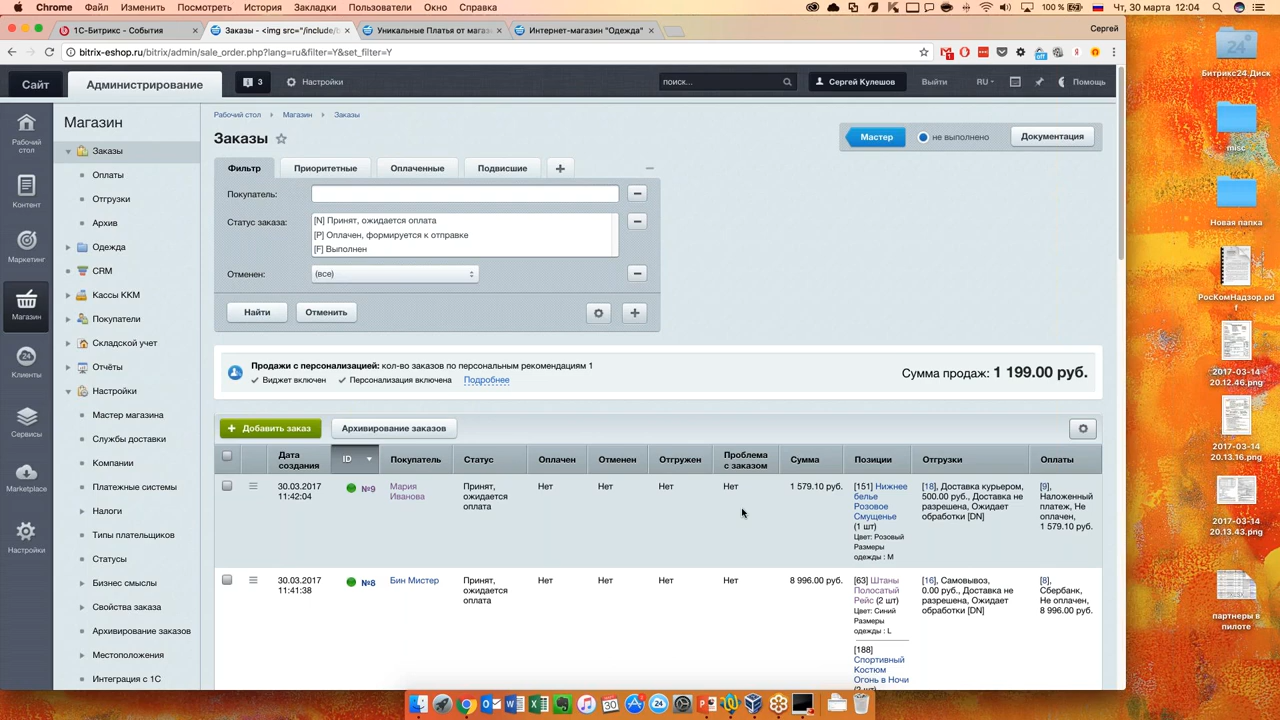 Chrome Файл Изменить Посмотреть История Закладки Пользователи Окно Справка
100 % Чт, 30 марта 12:04
1С-Битрикс - События
Заказы - <img src="/include/b
Уникальные Платья от магаз
Интернет-магазин "Одежда"
Сергей
bitrix-eshop.ru/bitrix/admin/sale_order.php?lang=ru&filter=Y&set_filter=Y
Сайт
Администрирование
3
Настройки
поиск...
Сергей Кулешов
Выйти
RU
Помощь
Рабочий стол
Контент
Маркетинг
Магазин
24
Клиенты
Сервисы
Marketplace
Настройки
Магазин
Заказы
Оплаты
Отгрузки
Архив
Одежда
CRM
Кассы ККМ
Покупатели
Складской учет
Отчёты
Настройки
Мастер магазина
Службы доставки
Компании
Платежные системы
Налоги
Типы плательщиков
Статусы
Бизнес смыслы
Свойства заказа
Архивирование заказов
Местоположения
Интеграция с 1С
Рабочий стол Магазин Заказы
Заказы
Мастер
не выполнено
Документация
Фильтр Приоритетные Оплаченные Подвисшие +
Покупатель:
Статус заказа:
[N] Принят, ожидается оплата
[P] Оплачен, формируется к отправке
[F] Выполнен
Отменен:
(все)
Найти
Отменить
Продажи с персонализацией: кол-во заказов по персональным рекомендациям 1
Виджет включен Персонализация включена Подробнее
Сумма продаж: 1 199.00 руб.
+ Добавить заказ
Архивирование заказов
Дата создания
ID
Покупатель
Статус
Оплачен
Отменен
Отгружен
Проблема с заказом
Сумма
Позиции
Отгрузки
Оплаты
30.03.2017
11:42:04
№9
Мария
Иванова
Принят,
ожидается
оплата
Нет
Нет
Нет
Нет
1 579.10 руб.
[151] Нижнее
белье
Розовое
Смущенье
(1 шт)
Цвет: Розовый
Размеры
одежды : M
[18], Доставка курьером,
500.00 руб., Доставка не
разрешена, Ожидает
обработки [DN]
[9],
Наложенный
платеж, Не
оплачен,
1 579.10 руб.
30.03.2017
11:41:38
№8
Бин Мистер
Принят,
ожидается
оплата
Нет
Нет
Нет
Нет
8 996.00 руб.
[63] Штаны
Полосатый
Рейс (2 шт)
Цвет: Синий
Размеры
одежды : L
[188]
Спортивный
Костюм
Огонь в Ночи
[16], Самовывоз,
0.00 руб., Доставка не
разрешена, Ожидает
обработки [DN]
[8],
Сбербанк,
Не оплачен,
8 996.00 руб.
24
Битрикс24.Диск
misc
Новая папка
РосКомНадзор.pdf
2017-03-14
20.12.46.png
2017-03-14
20.13.16.png
2017-03-14
20.13.43.png
партнеры в
пилоте